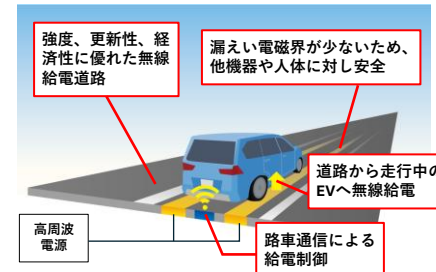 強度、更新性、経
済性に優れた無線
給電道路
漏えい電磁界が少ないため、
他機器や人体に対し安全
道路から走行中の
EVへ無線給電
高周波
電源
路車通信による
給電制御